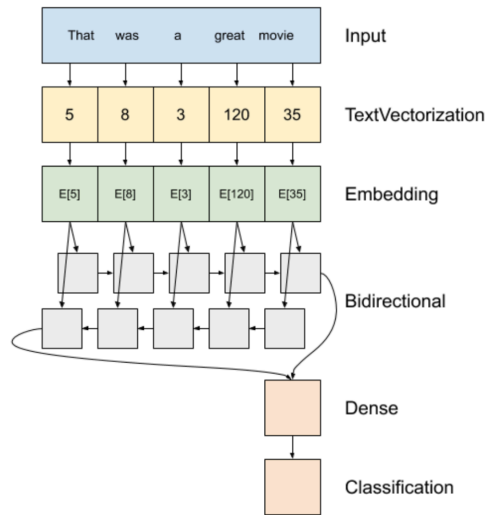 That was a great movie Input
5 8 3 120 35 TextVectorization
E[5] E[8] E[3] E[120] E[35] Embedding
Bidirectional
Dense
Classification